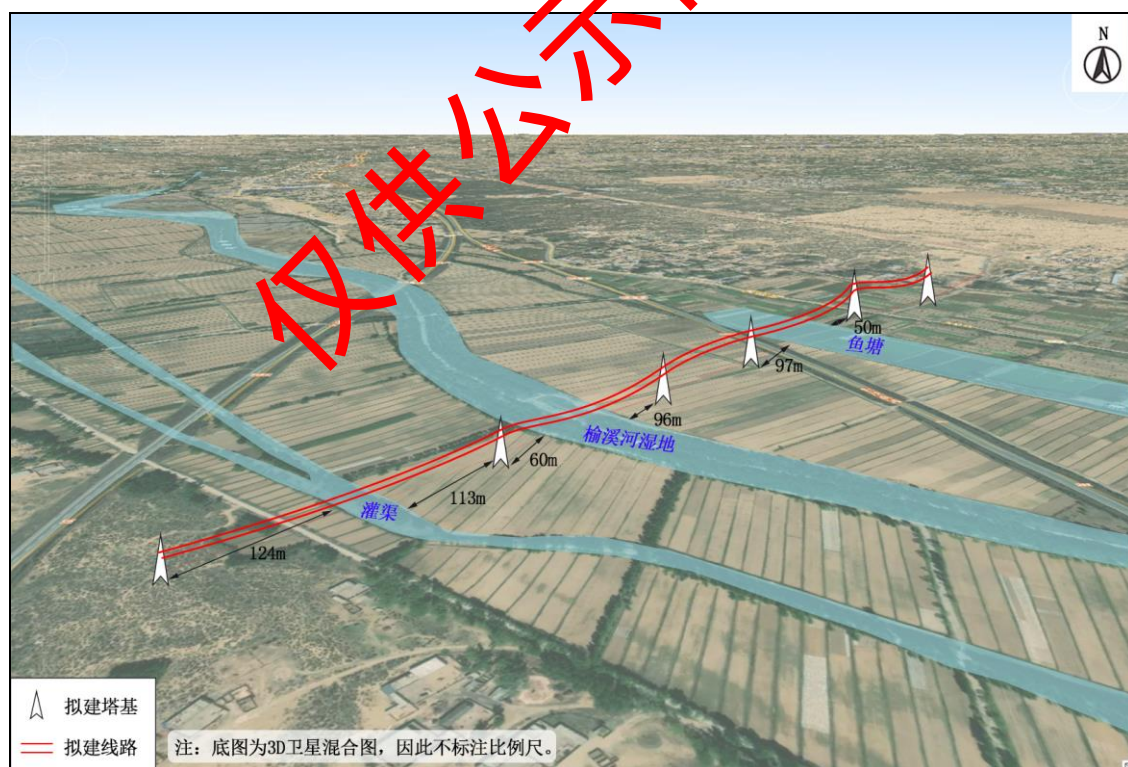 仅供公示
N
50m
鱼塘
97m
96m
榆溪河湿地
60m
113m
灌渠
124m
拟建塔基
拟建线路
注：底图为3D卫星混合图，因此不标注比例尺。